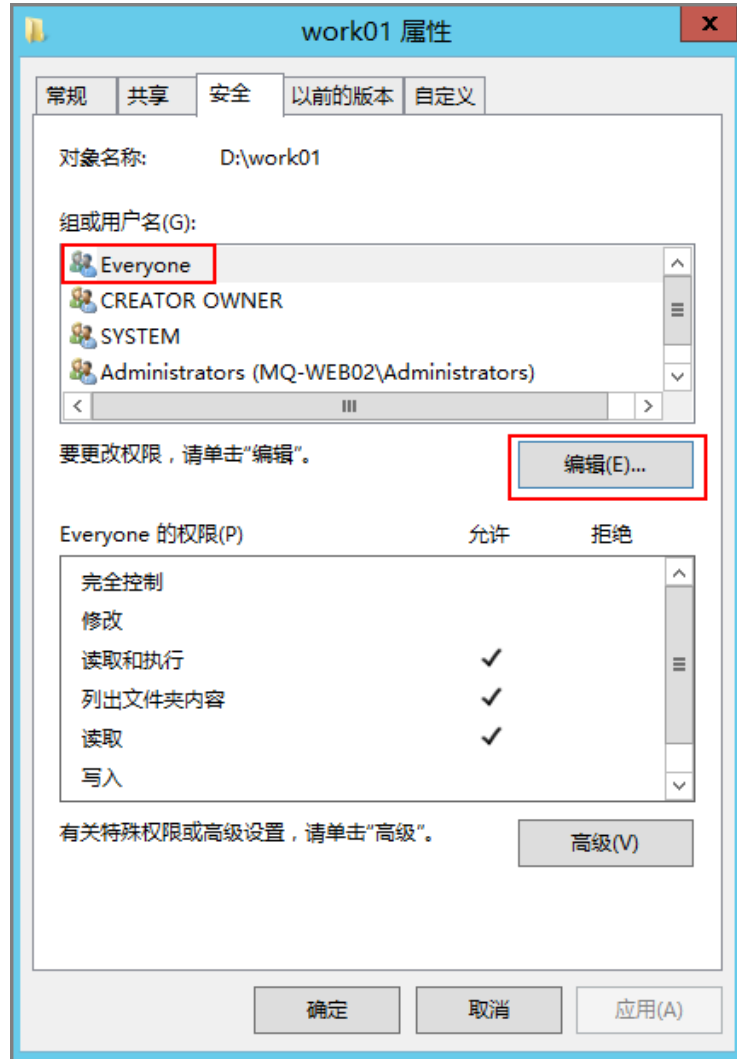 work01 属性
常规 共享 安全 以前的版本 自定义
对象名称: D:\work01
组或用户名(G):
Everyone
CREATOR OWNER
SYSTEM
Administrators (MQ-WEB02\Administrators)
要更改权限，请单击"编辑"。 编辑(E)...
Everyone 的权限(P) 允许 拒绝
完全控制
修改
读取和执行
列出文件夹内容
读取
写入
有关特殊权限或高级设置，请单击"高级"。 高级(V)
确定 取消 应用(A)